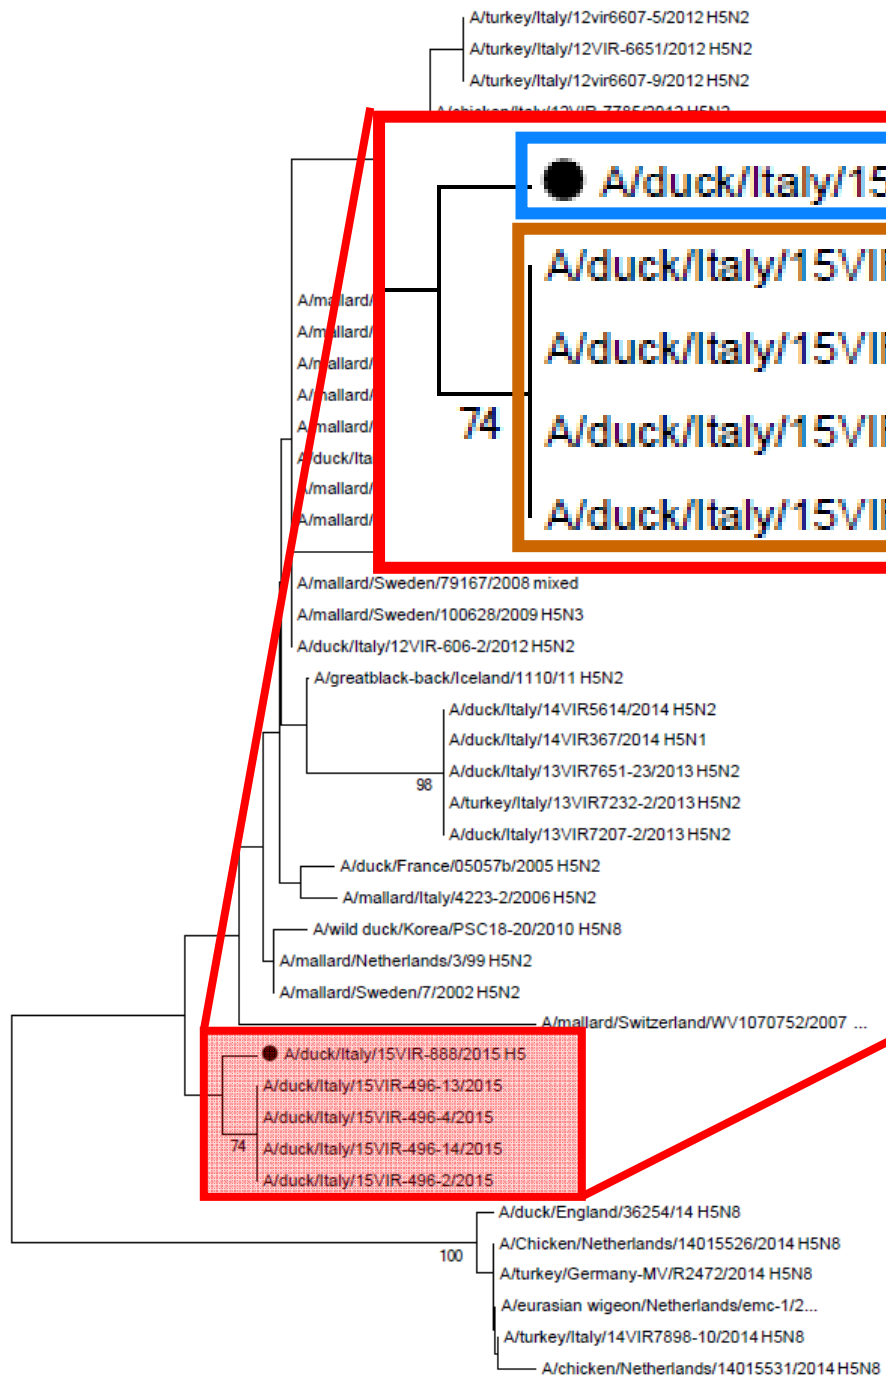 A/turkey/Italy/12vir6607-5/2012 H5N2
A/turkey/Italy/12VIR-6651/2012 H5N2
A/turkey/Italy/12vir6607-9/2012 H5N2
A/chicken/Italy/12VIR-7785/2012 H5N2
● A/duck/Italy/15
A/duck/Italy/15VI
A/duck/Italy/15VI
A/duck/Italy/15VI
A/duck/Italy/15VI
74
A/mallard/
A/mallard/
A/mallard/
A/mallard/
A/mallard/
A/duck/Ita
A/mallard/
A/mallard/
A/mallard/Sweden/79167/2008 mixed
A/mallard/Sweden/100628/2009 H5N3
A/duck/Italy/12VIR-606-2/2012 H5N2
A/greatblack-back/Iceland/1110/11 H5N2
A/duck/Italy/14VIR5614/2014 H5N2
A/duck/Italy/14VIR367/2014 H5N1
A/duck/Italy/13VIR7651-23/2013 H5N2
98
A/turkey/Italy/13VIR7232-2/2013 H5N2
A/duck/Italy/13VIR7207-2/2013 H5N2
A/duck/France/05057b/2005 H5N2
A/mallard/Italy/4223-2/2006 H5N2
A/wild duck/Korea/PSC18-20/2010 H5N8
A/mallard/Netherlands/3/99 H5N2
A/mallard/Sweden/7/2002 H5N2
A/mallard/Switzerland/WV1070752/2007 ...
● A/duck/Italy/15VIR-888/2015 H5
A/duck/Italy/15VIR-496-13/2015
A/duck/Italy/15VIR-496-4/2015
74
A/duck/Italy/15VIR-496-14/2015
A/duck/Italy/15VIR-496-2/2015
A/duck/England/36254/14 H5N8
A/Chicken/Netherlands/14015526/2014 H5N8
100
A/turkey/Germany-MV/R2472/2014 H5N8
A/eurasian wigeon/Netherlands/emc-1/2...
A/turkey/Italy/14VIR7898-10/2014 H5N8
A/chicken/Netherlands/14015531/2014 H5N8